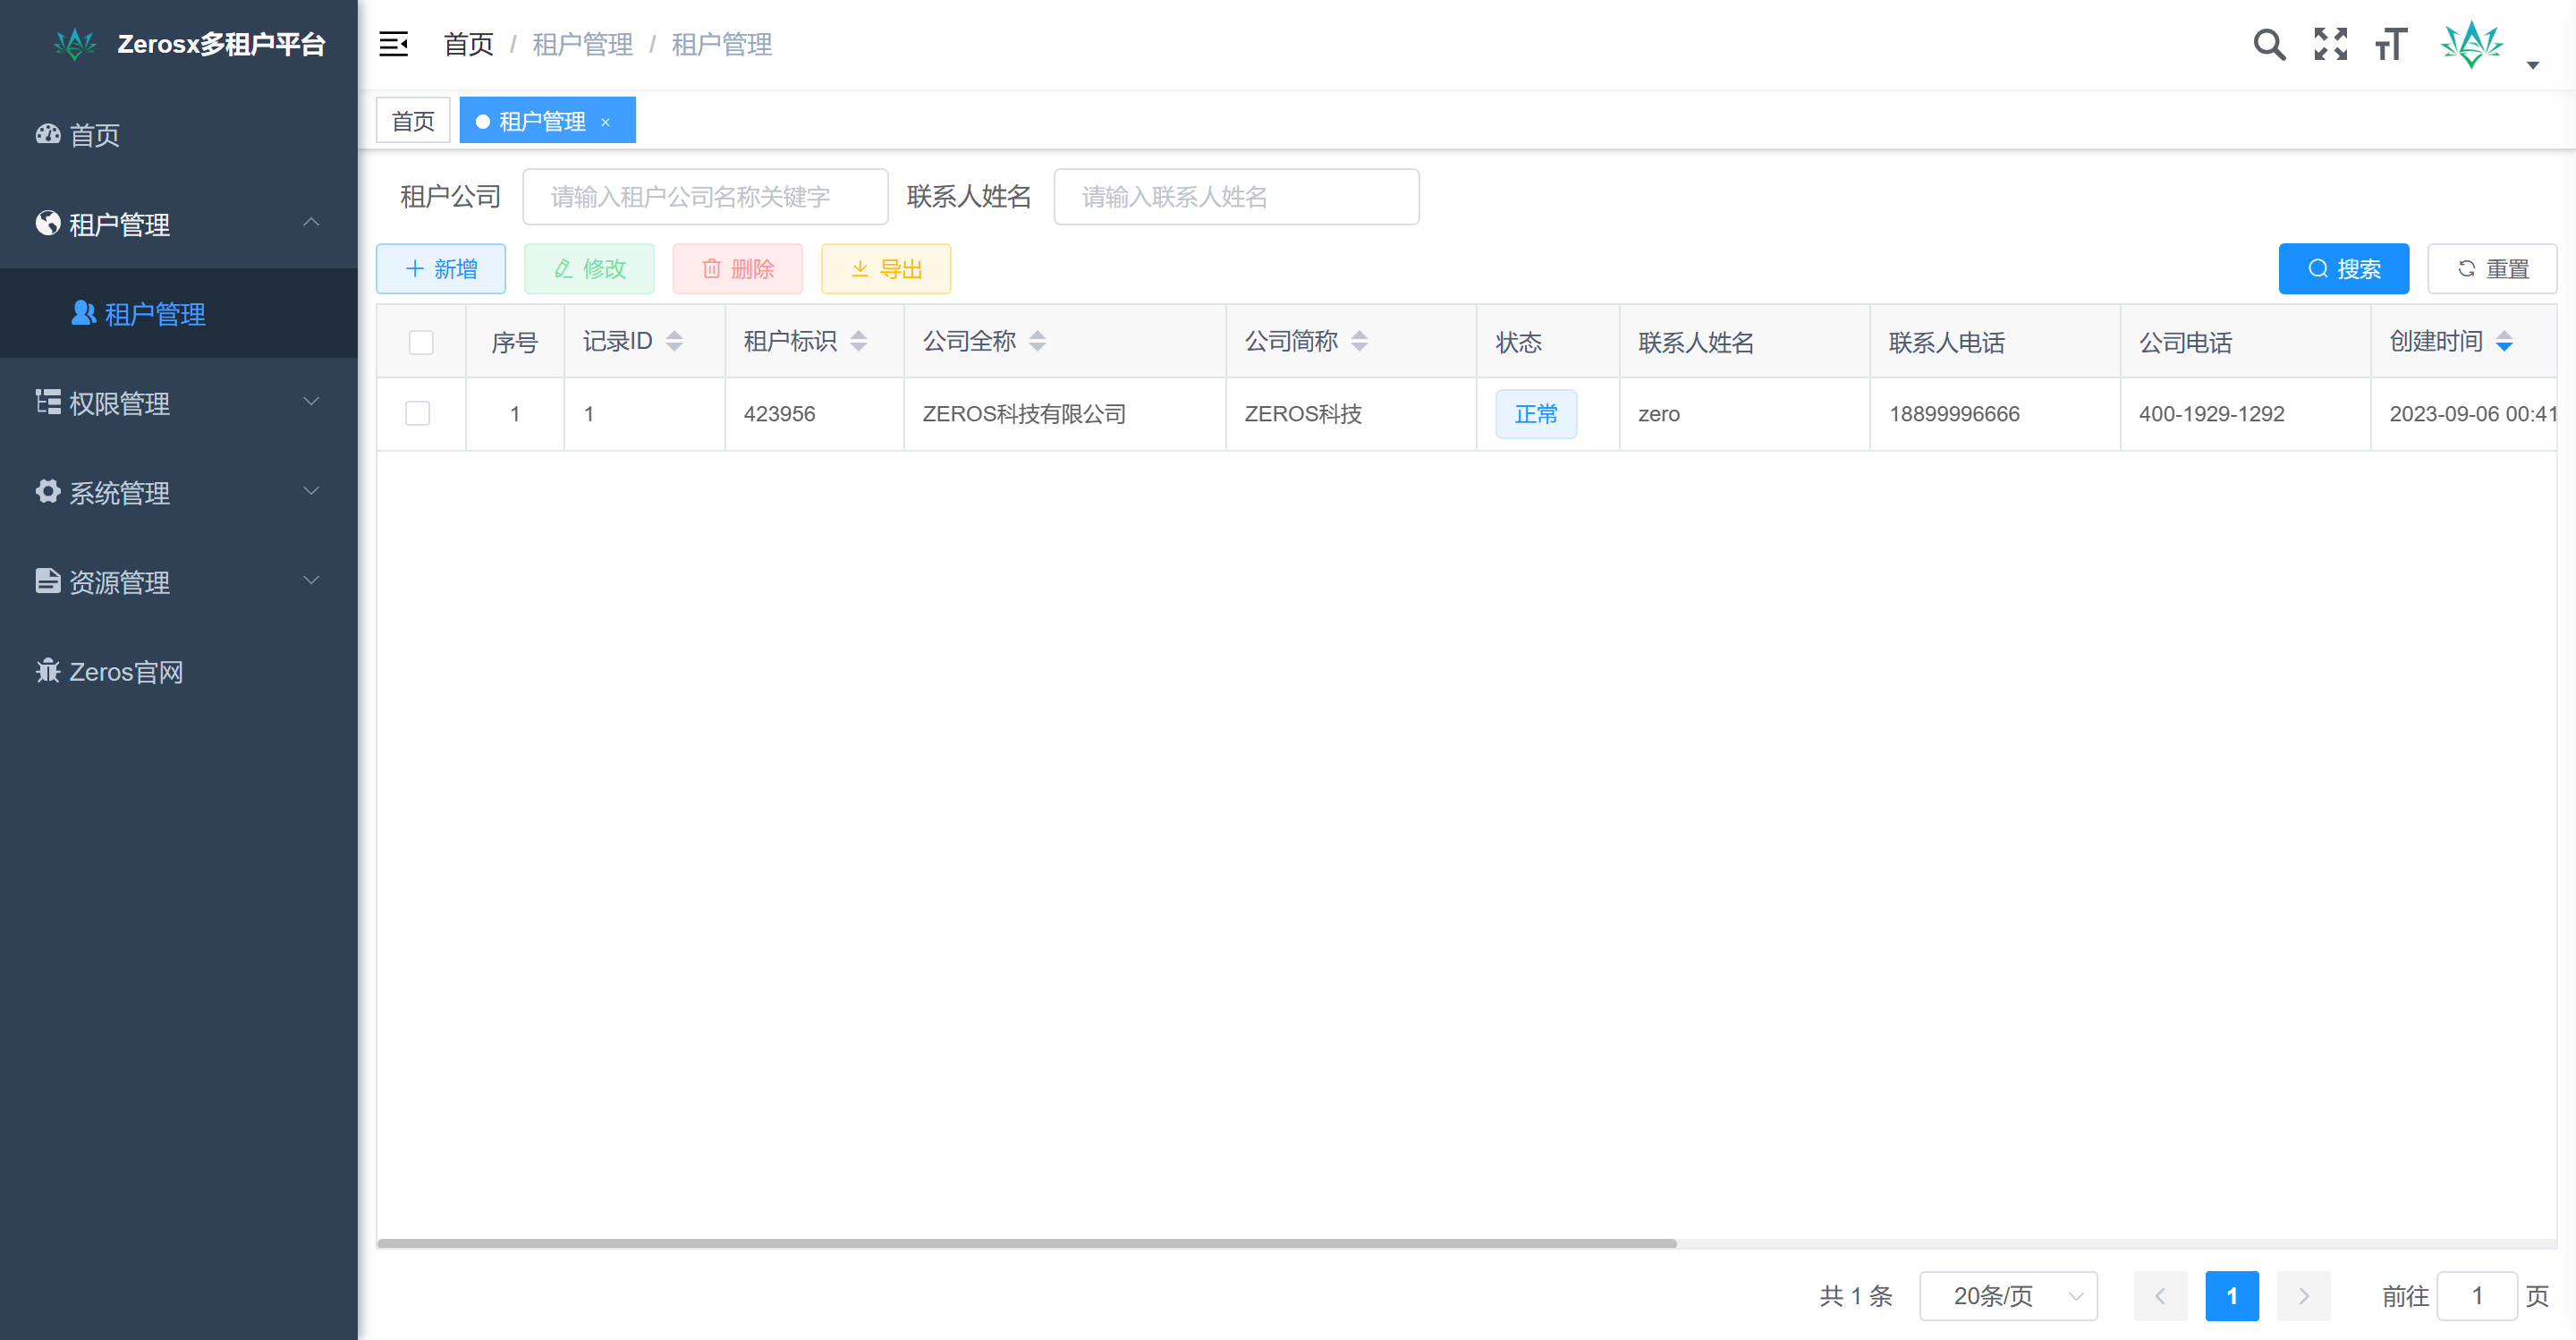 Zerosx多租户平台
首页 / 租户管理 / 租户管理
首页
租户管理 ×
首页
租户管理
租户管理
权限管理
系统管理
资源管理
Zeros官网
租户公司 请输入租户公司名称关键字 联系人姓名 请输入联系人姓名
新增 修改 删除 导出 搜索 重置
序号 记录ID 租户标识 公司全称 公司简称 状态 联系人姓名 联系人电话 公司电话 创建时间
1 1 423956 ZEROS科技有限公司 ZEROS科技 正常 zero 18899996666 400-1929-1292 2023-09-06 00:41
共 1 条 20条/页 1 前往 1 页